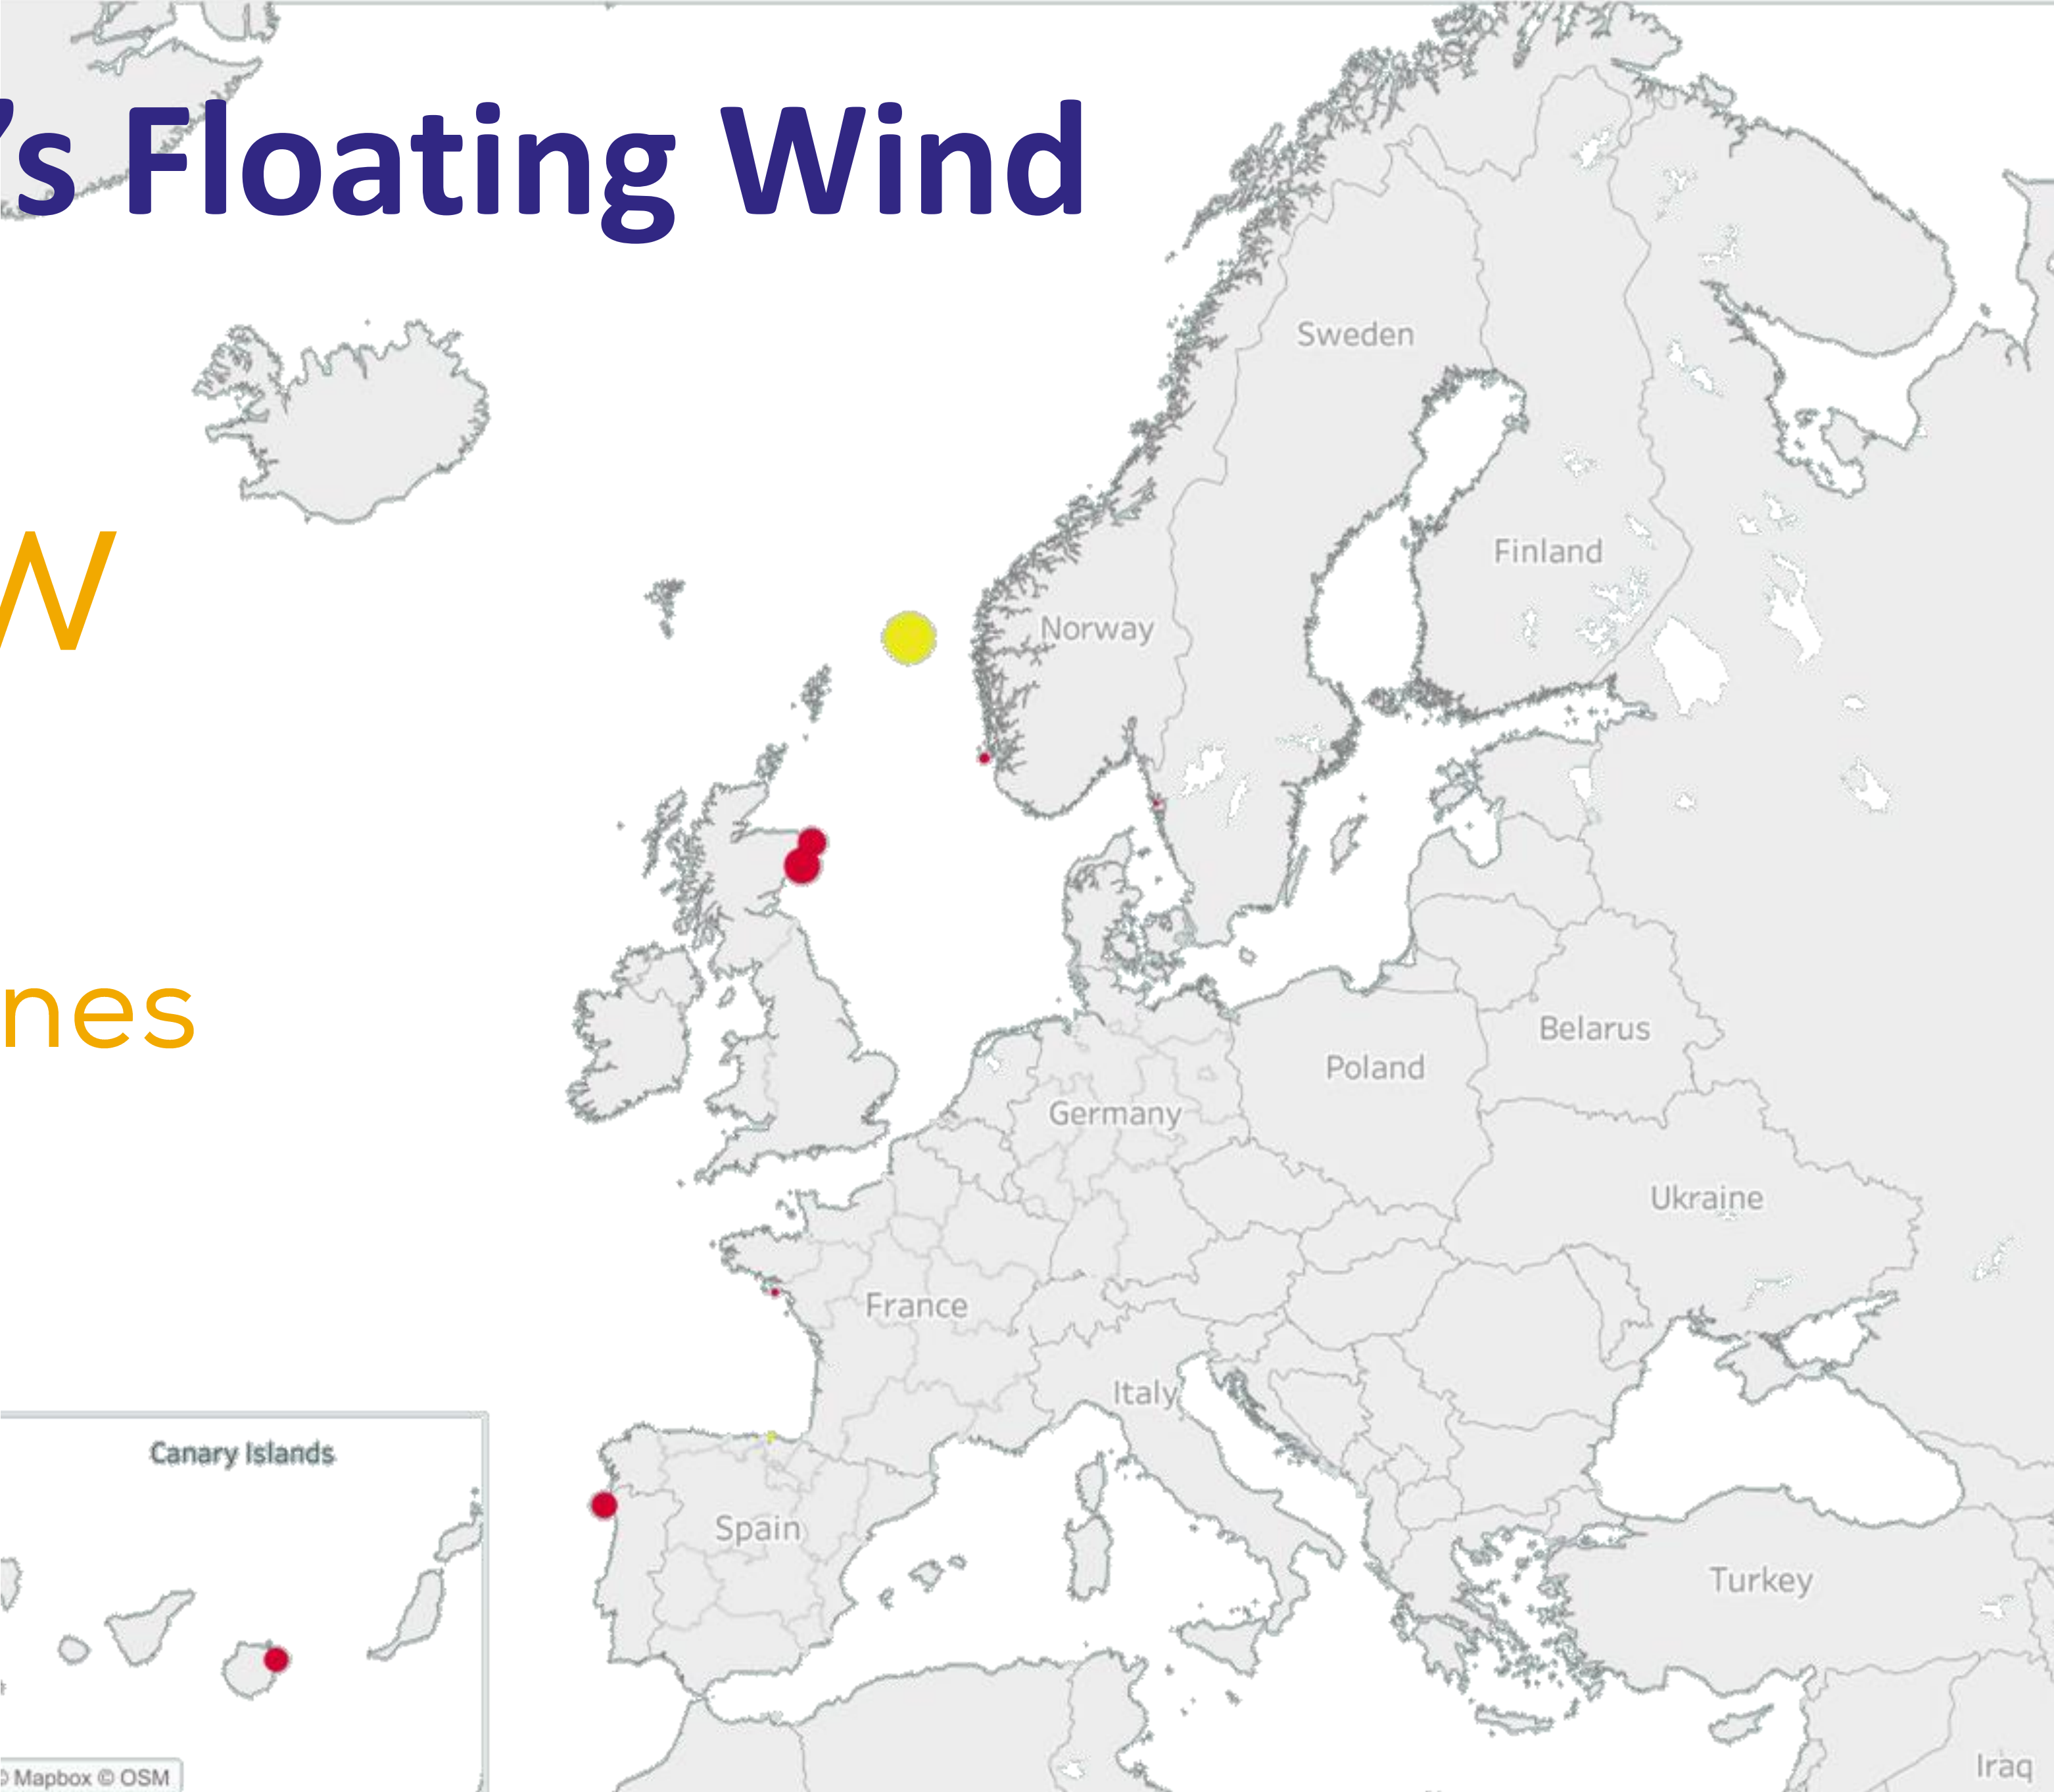 's Floating Wind
Sweden
W
Finland
Norway
nes
Belarus
Poland
Germany
Ukraine
France
Italy
Canary Islands
Spain
Turkey
Iraq
© Mapbox © OSM